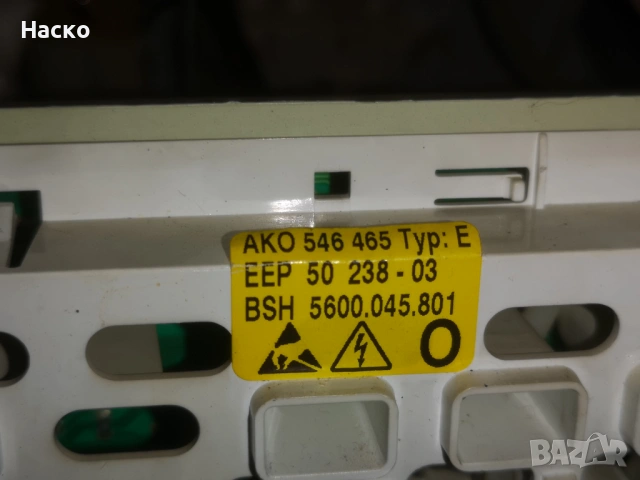 Наско
AKO 546 465 Typ: E
EEP 50 238 - 03
BSH 5600.045.801
O
BAZAR